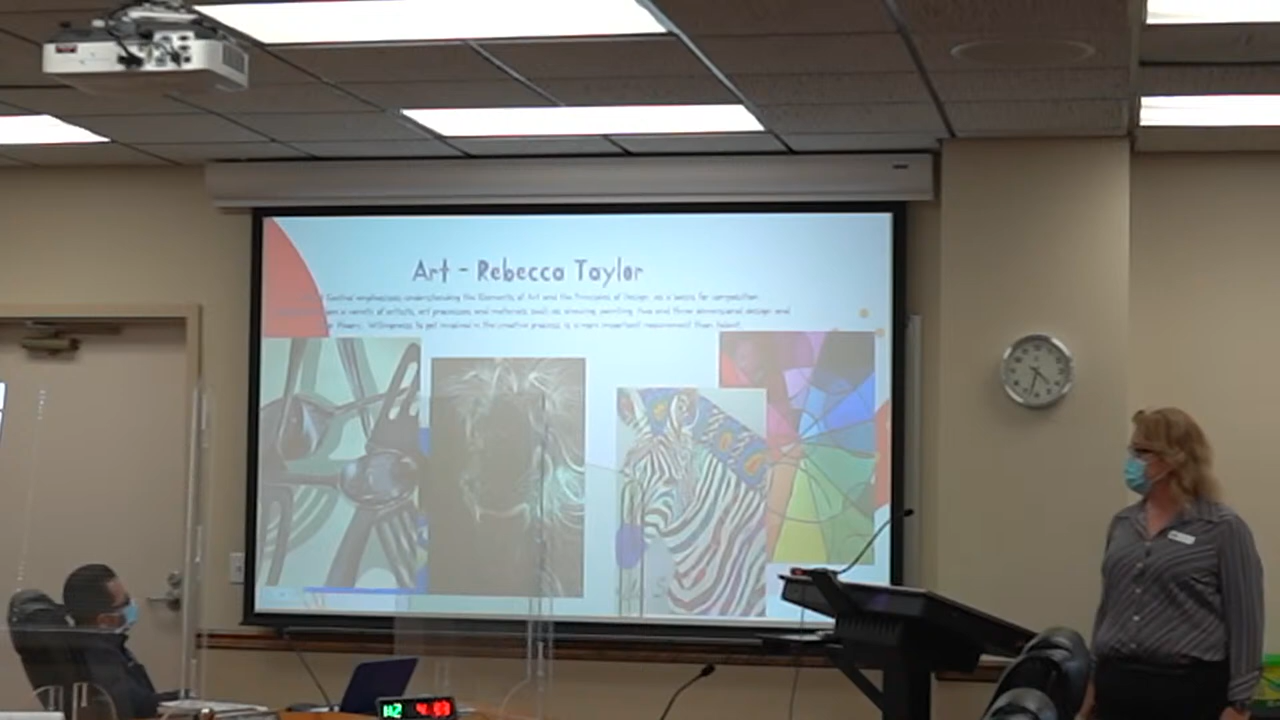 Art - Rebecca Taylor
Central emphasizes understanding the Elements of Art and the Principles of Design as a basis for composition
a variety of artists, art processes and materials such as drawing, painting, two and three dimensional design and
Willingness to get involved in the creative process is a more important requirement than talent.